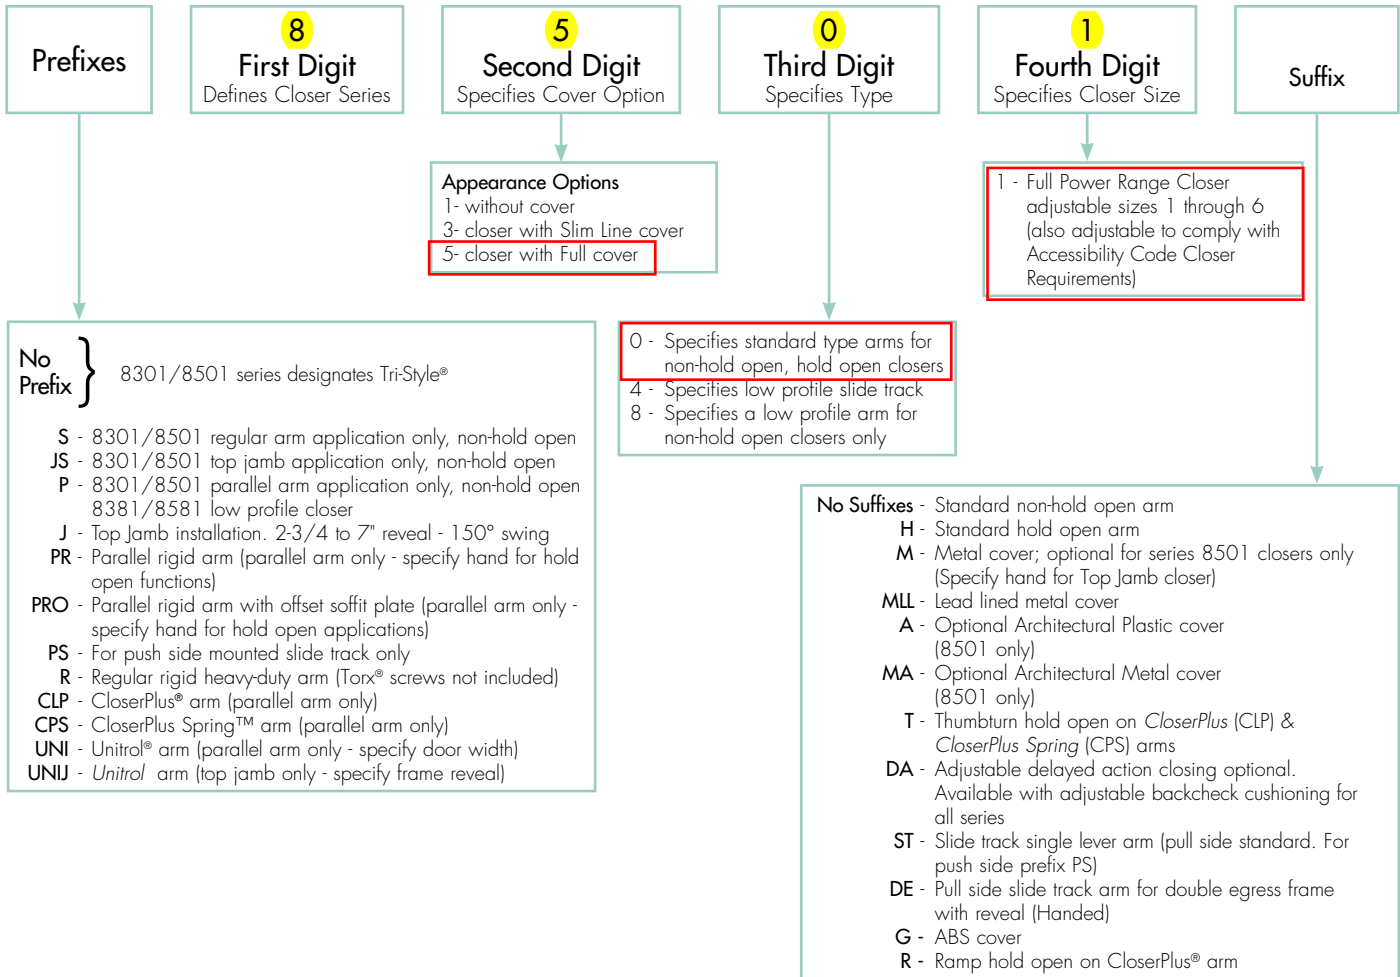 Prefixes
8
First Digit
Defines Closer Series
5
Second Digit
Specifies Cover Option
0
Third Digit
Specifies Type
1
Fourth Digit
Specifies Closer Size
Suffix
Appearance Options
1- without cover
3- closer with Slim Line cover
5- closer with Full cover
1 - Full Power Range Closer
adjustable sizes 1 through 6
(also adjustable to comply with
Accessibility Code Closer
Requirements)
No
Prefix } 8301/8501 series designates Tri-Style®
S - 8301/8501 regular arm application only, non-hold open
JS - 8301/8501 top jamb application only, non-hold open
P - 8301/8501 parallel arm application only, non-hold open
8381/8581 low profile closer
J - Top Jamb installation. 2-3/4 to 7" reveal - 150° swing
PR - Parallel rigid arm (parallel arm only - specify hand for hold
open functions)
PRO - Parallel rigid arm with offset soffit plate (parallel arm only -
specify hand for hold open applications)
PS - For push side mounted slide track only
R - Regular rigid heavy-duty arm (Torx® screws not included)
CLP - CloserPlus® arm (parallel arm only)
CPS - CloserPlus Spring™ arm (parallel arm only)
UNI - Unitrol® arm (parallel arm only - specify door width)
UNIJ - Unitrol arm (top jamb only - specify frame reveal)
0 - Specifies standard type arms for
non-hold open, hold open closers
4 - Specifies low profile slide track
8 - Specifies a low profile arm for
non-hold open closers only
No Suffixes - Standard non-hold open arm
H - Standard hold open arm
M - Metal cover; optional for series 8501 closers only
(Specify hand for Top Jamb closer)
MLL - Lead lined metal cover
A - Optional Architectural Plastic cover
(8501 only)
MA - Optional Architectural Metal cover
(8501 only)
T - Thumbturn hold open on CloserPlus (CLP) &
CloserPlus Spring (CPS) arms
DA - Adjustable delayed action closing optional.
Available with adjustable backcheck cushioning for
all series
ST - Slide track single lever arm (pull side standard. For
push side prefix PS)
DE - Pull side slide track arm for double egress frame
with reveal (Handed)
G - ABS cover
R - Ramp hold open on CloserPlus® arm